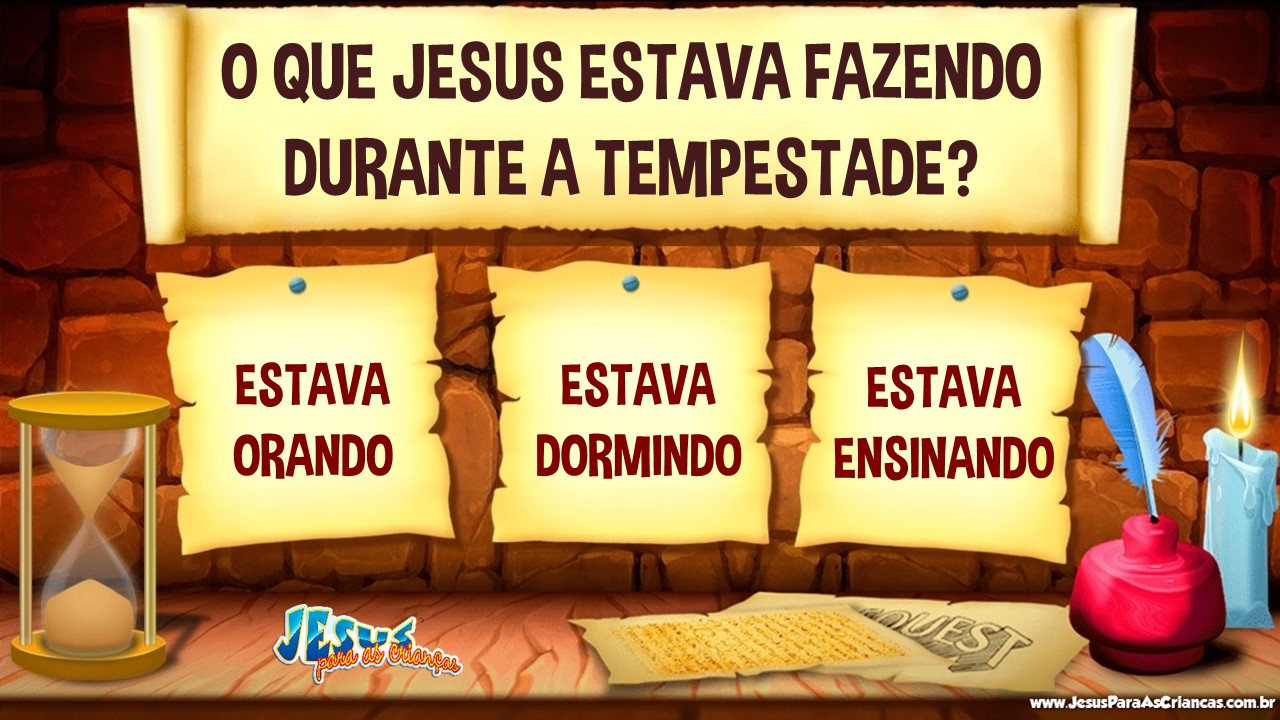 O QUE JESUS ESTAVA FAZENDO
DURANTE A TEMPESTADE?
ESTAVA
ORANDO
ESTAVA
DORMINDO
ESTAVA
ENSINANDO
JESUS
para as crianças
QUEST
www.JesusParaAsCriancas.com.br